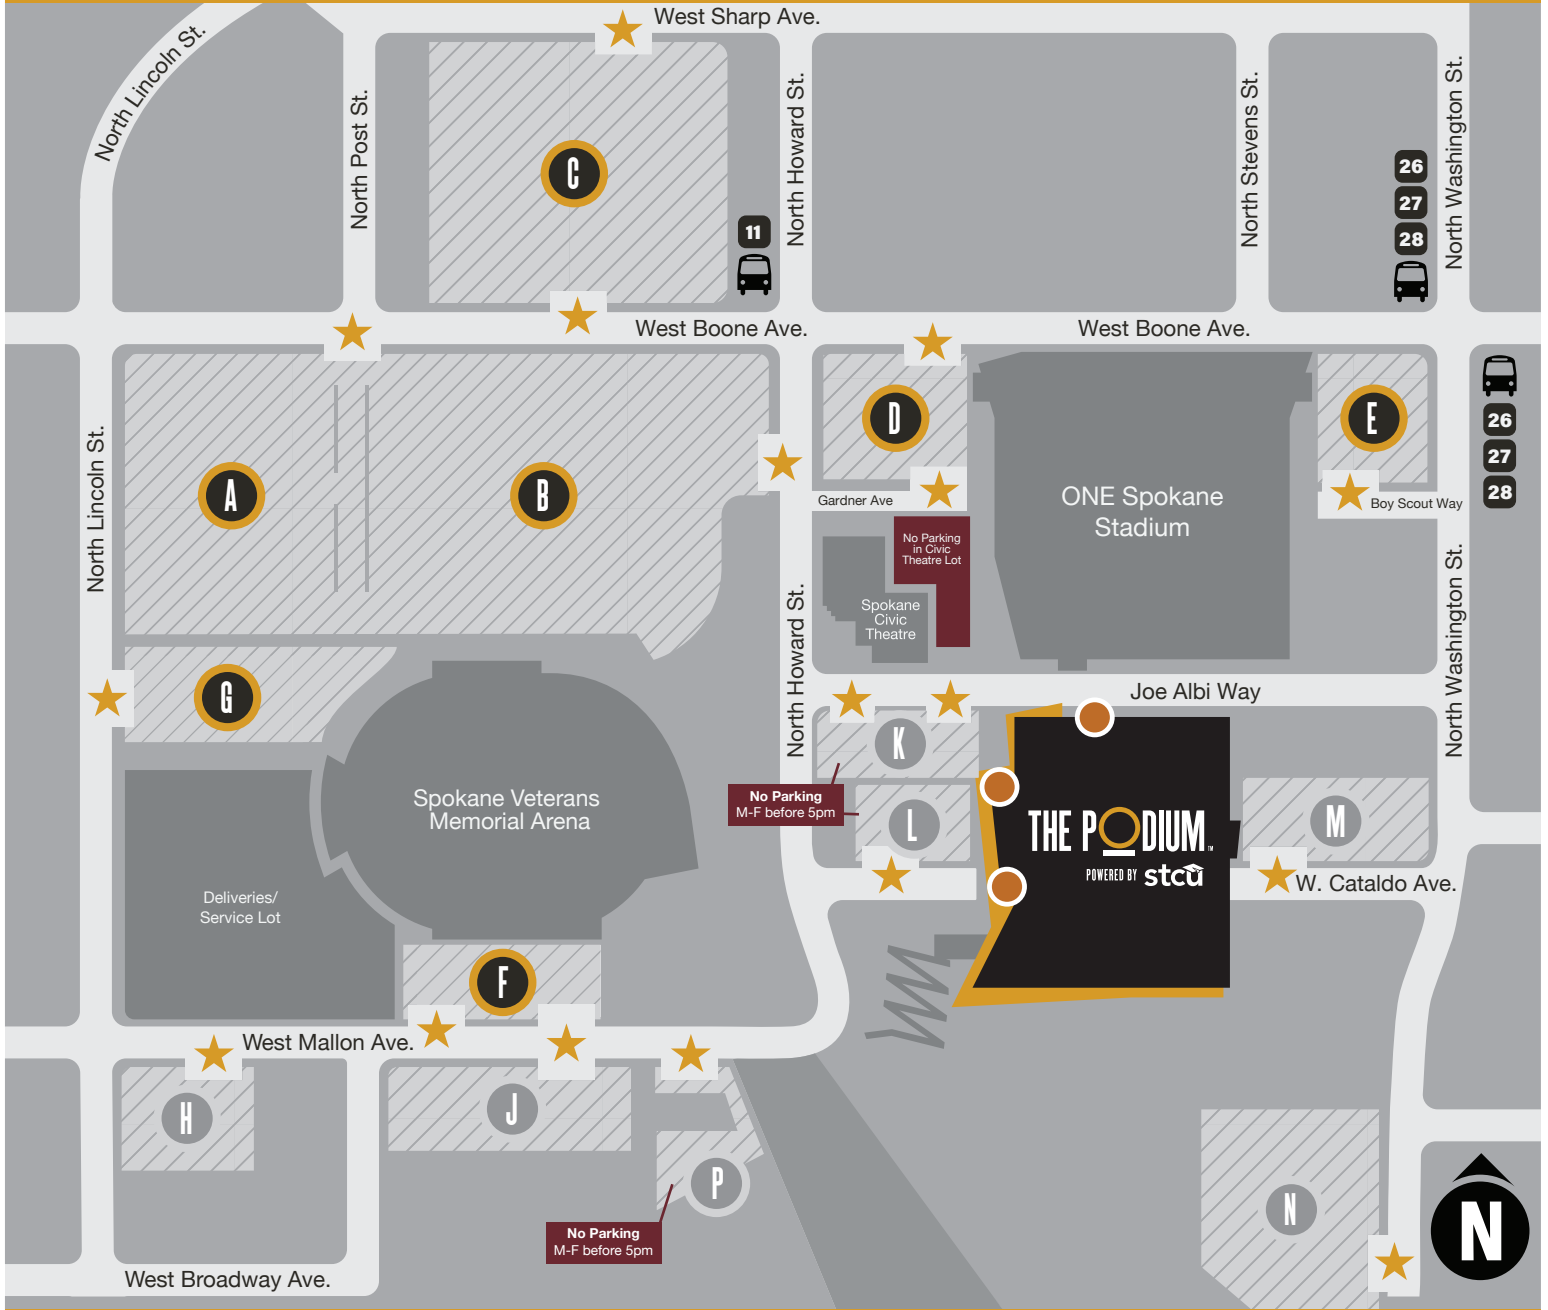 West Sharp Ave.
North Lincoln St.
North Post St.
North Howard St.
North Stevens St.
North Washington St.
C
11
26
27
28
West Boone Ave.
West Boone Ave.
A
B
D
E
26
27
28
North Lincoln St.
Gardner Ave
Boy Scout Way
ONE Spokane
Stadium
No Parking
in Civic
Theatre Lot
Spokane
Civic
Theatre
North Howard St.
North Washington St.
G
Joe Albi Way
K
No Parking
M-F before 5pm
L
M
Spokane Veterans
Memorial Arena
THE PODIUM™
POWERED BY stcu
W. Cataldo Ave.
Deliveries/
Service Lot
F
West Mallon Ave.
H
J
P
N
No Parking
M-F before 5pm
N
West Broadway Ave.